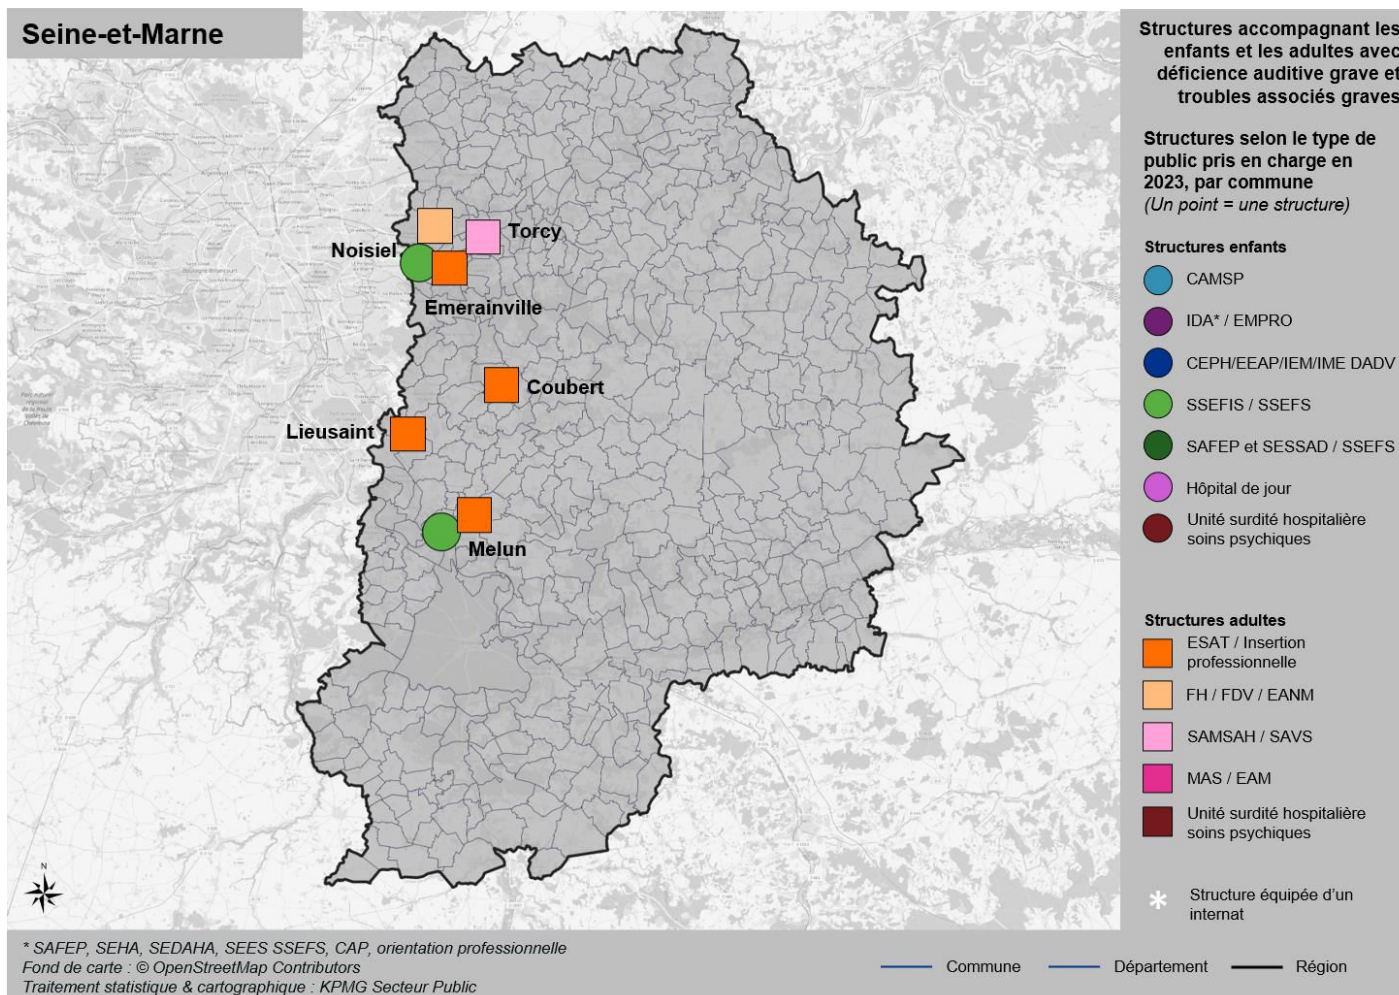 Seine-et-Marne
Structures accompagnant les
enfants et les adultes avec
déficience auditive grave et
troubles associés graves
Structures selon le type de
public pris en charge en
2023, par commune
(Un point = une structure)
Structures enfants
CAMSP
IDA* / EMPRO
CEPH/EEAP/IEM/IME DADV
SSEFIS / SSEFS
SAFEP et SESSAD / SSEFS
Hôpital de jour
Unité surdité hospitalière
soins psychiques
Structures adultes
ESAT / Insertion
professionnelle
FH / FDV / EANM
SAMSAH / SAVS
MAS / EAM
Unité surdité hospitalière
soins psychiques
* Structure équipée d'un
internat
Torcy
Noisiel
Emerainville
Coubert
Lieusaint
Melun
N
* SAFEP, SEHA, SEDAHA, SEES SSEFS, CAP, orientation professionnelle
Fond de carte : © OpenStreetMap Contributors
Traitement statistique & cartographique : KPMG Secteur Public
Commune
Département
Région